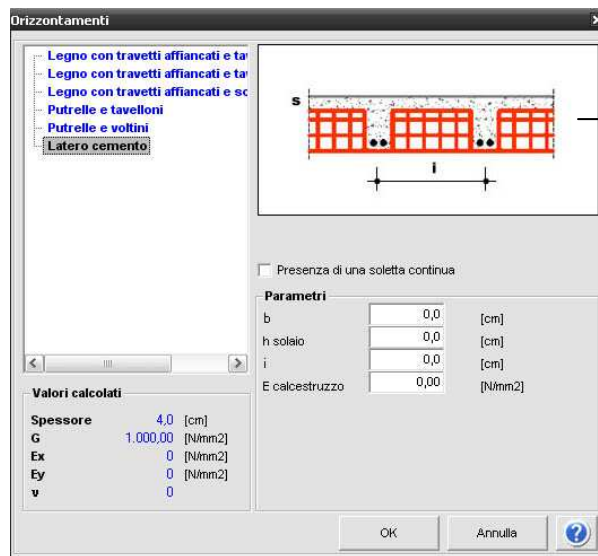 Orizzontamenti
Legno con travetti affiancati e tav
Legno con travetti affiancati e tav
Legno con travetti affiancati e sc
Putrelle e tavelloni
Putrelle e voltini
Latero cemento
s
i
Presenza di una soletta continua
Parametri
b 0,0 [cm]
h solaio 0,0 [cm]
i 0,0 [cm]
E calcestruzzo 0,00 [N/mm2]
Valori calcolati
Spessore 4,0 [cm]
G 1.000,00 [N/mm2]
Ex 0 [N/mm2]
Ey 0 [N/mm2]
ν 0
OK Annulla ?